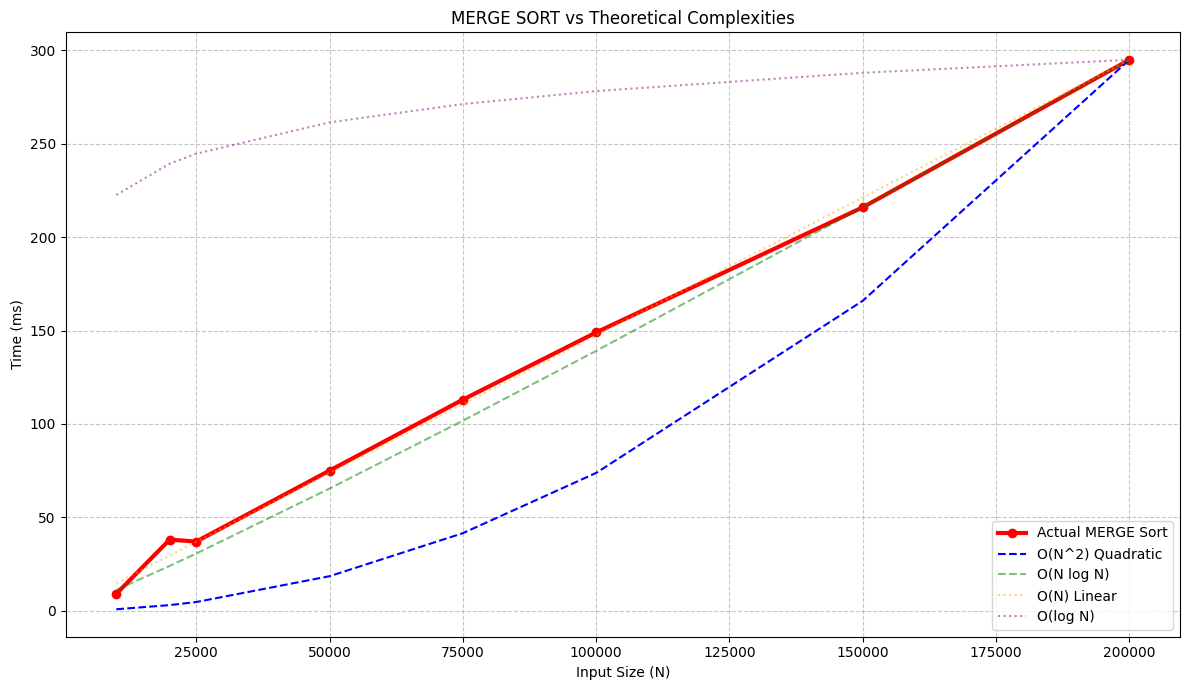 MERGE SORT vs Theoretical Complexities
Time (ms)
300
250
200
150
100
50
0
25000 50000 75000 100000 125000 150000 175000 200000
Input Size (N)
Actual MERGE Sort
O(N^2) Quadratic
O(N log N)
O(N) Linear
O(log N)